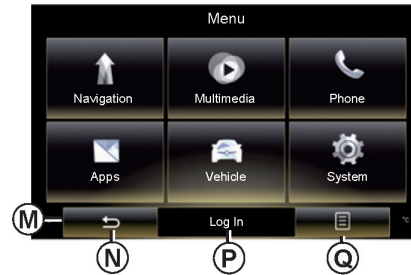 Menu
Navigation
Multimedia
Phone
Apps
Vehicle
System
Log In
°C
M
N
P
Q